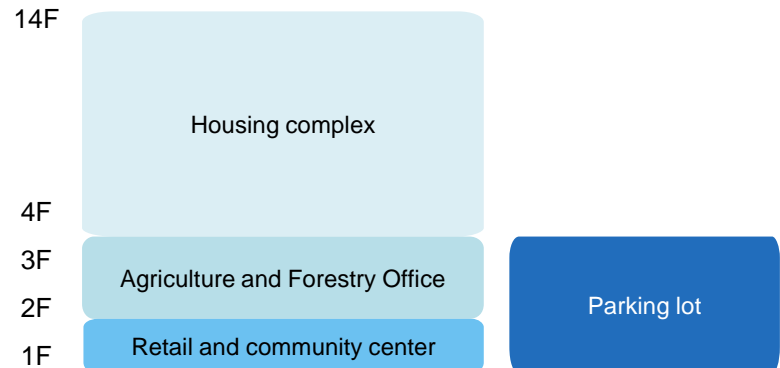 14F
Housing complex
4F
3F
Agriculture and Forestry Office
2F
Parking lot
Retail and community center
1F